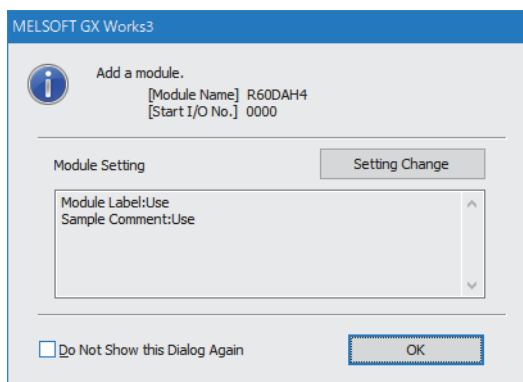 MELSOFT GX Works3
Add a module.
[Module Name] R60DAH4
[Start I/O No.] 0000
Module Setting
Setting Change
Module Label:Use
Sample Comment:Use
Do Not Show this Dialog Again
OK